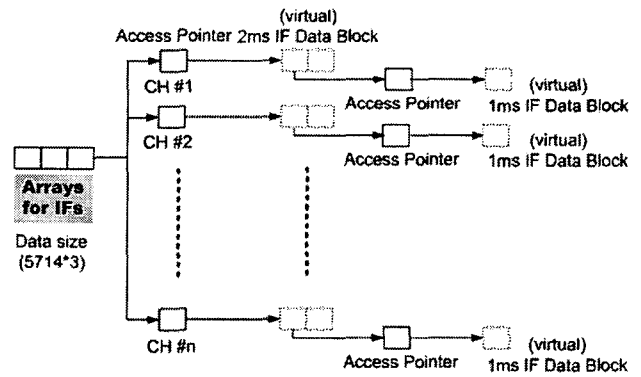 (virtual)
Access Pointer 2ms IF Data Block
CH #1
Access Pointer
(virtual)
1ms IF Data Block
CH #2
Access Pointer
(virtual)
1ms IF Data Block
Arrays
for IFs
Data size
(5714*3)
CH #n
Access Pointer
(virtual)
1ms IF Data Block